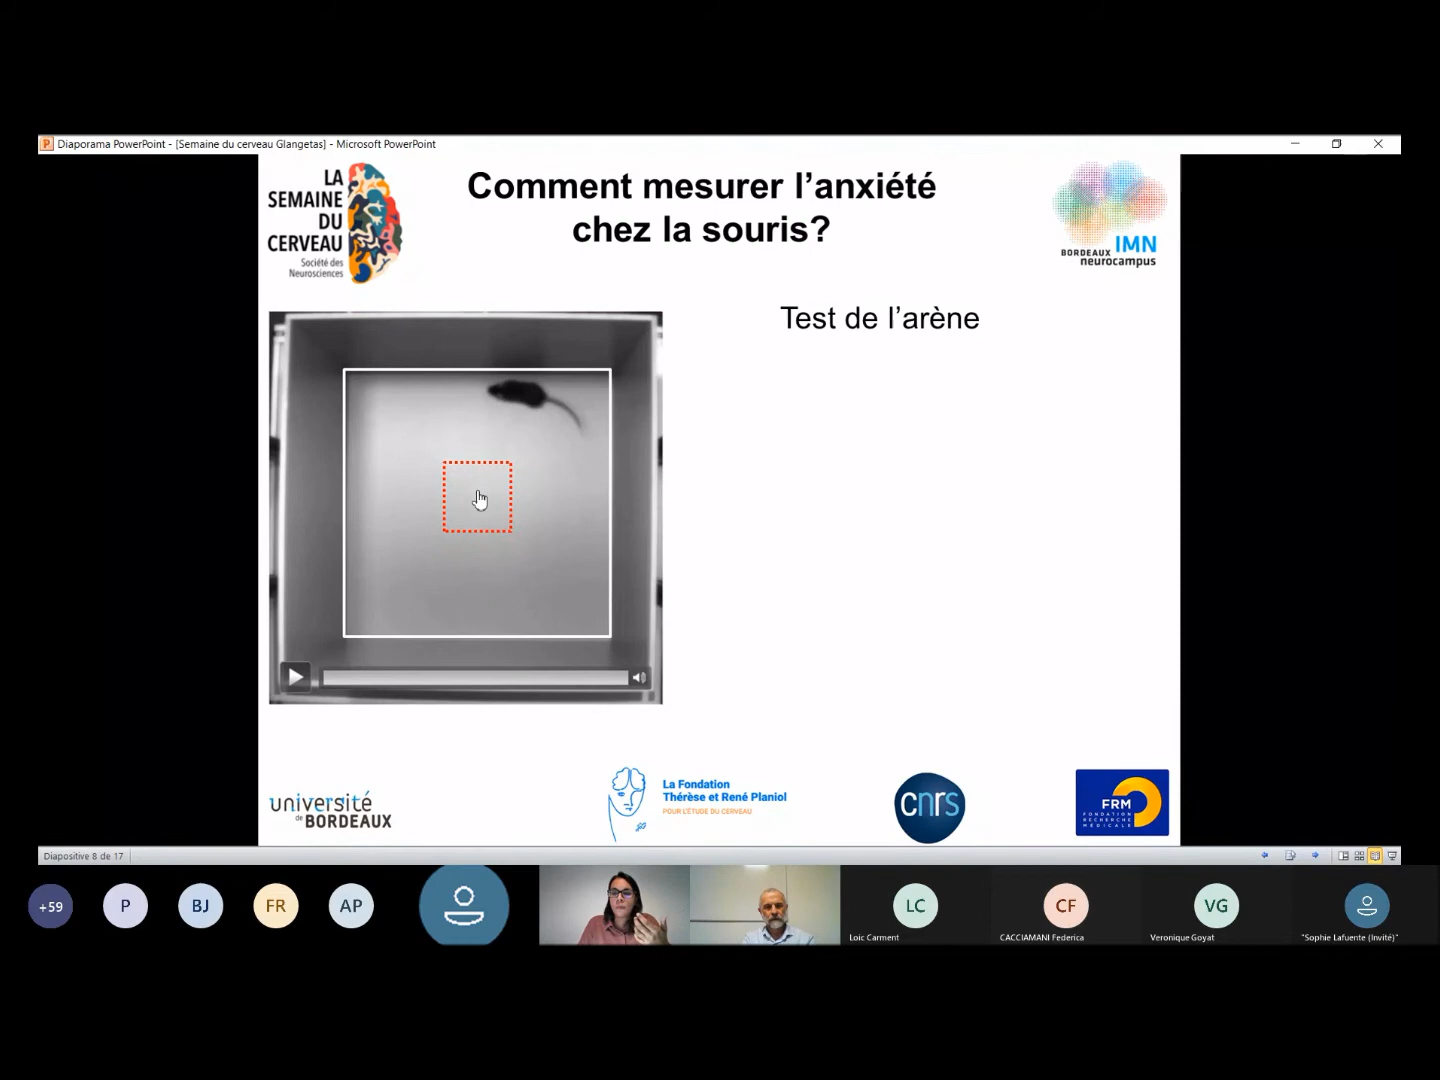 Diaporama PowerPoint - [Semaine du cerveau Glangetas] - Microsoft PowerPoint
LA
SEMAINE
DU
CERVEAU
Société des
Neurosciences
Comment mesurer l’anxiété
chez la souris?
BORDEAUX IMN
neurocampus
Test de l’arène
université
de BORDEAUX
La Fondation
Thérèse et René Planiol
POUR L'ÉTUDE DU CERVEAU
cnrs
FRM
FONDATION
RECHERCHE
MÉDICALE
Diapositive 8 de 17
+59
P
BJ
FR
AP
LC
CF
VG
Loic Carment
CACCIAMANI Federica
Veronique Goyat
"Sophie Lafuente (Invité)"